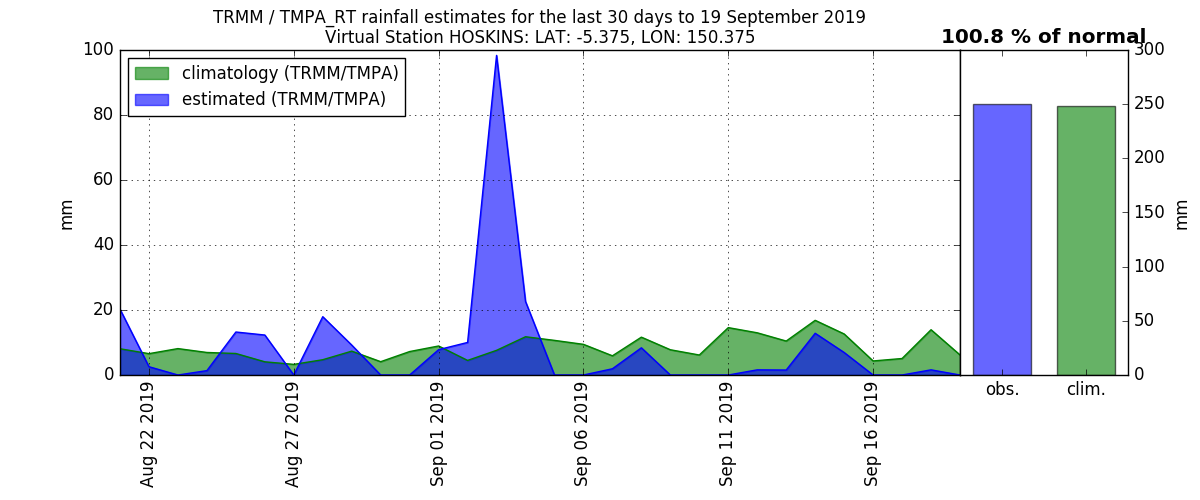 TRMM / TMPA_RT rainfall estimates for the last 30 days to 19 September 2019
Virtual Station HOSKINS: LAT: -5.375, LON: 150.375
100.8 % of normal
climatology (TRMM/TMPA)
estimated (TRMM/TMPA)
100
80
60
40
20
0
mm
Aug 22 2019
Aug 27 2019
Sep 01 2019
Sep 06 2019
Sep 11 2019
Sep 16 2019
obs.
clim.
300
250
200
150
100
50
0
mm